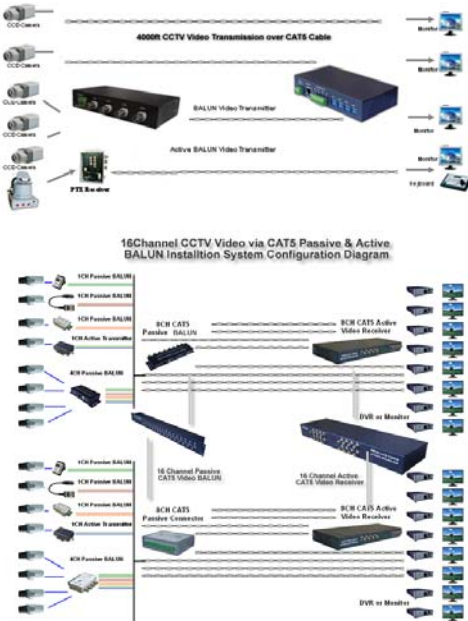 CCD Camera
Monitor
4000ft CCTV Video Transmission over CAT5 Cable
CCD Camera
Monitor
CCD Camera
BALUN Video Transmitter
CCD Camera
Monitor
Active BALUN Video Transmitter
CCD Camera
Monitor
PTZ Receiver
Keyboard
16Channel CCTV Video via CAT5 Passive & Active
BALUN Installtion System Configuration Diagram
1CH Passive BALUN
1CH Passive BALUN
1CH Passive BALUN
8CH CAT5
Passive BALUN
8CH CAT5 Active
Video Receiver
1CH Active Transmitter
4CH Passive BALUN
DVR or Monitor
16 Channel Passive
CAT5 Video BALUN
16 Channel Active
CAT5 Video Receiver
1CH Passive BALUN
1CH Passive BALUN
1CH Passive BALUN
8CH CAT5
Passive Connector
8CH CAT5 Active
Video Receiver
1CH Active Transmitter
4CH Passive BALUN
DVR or Monitor